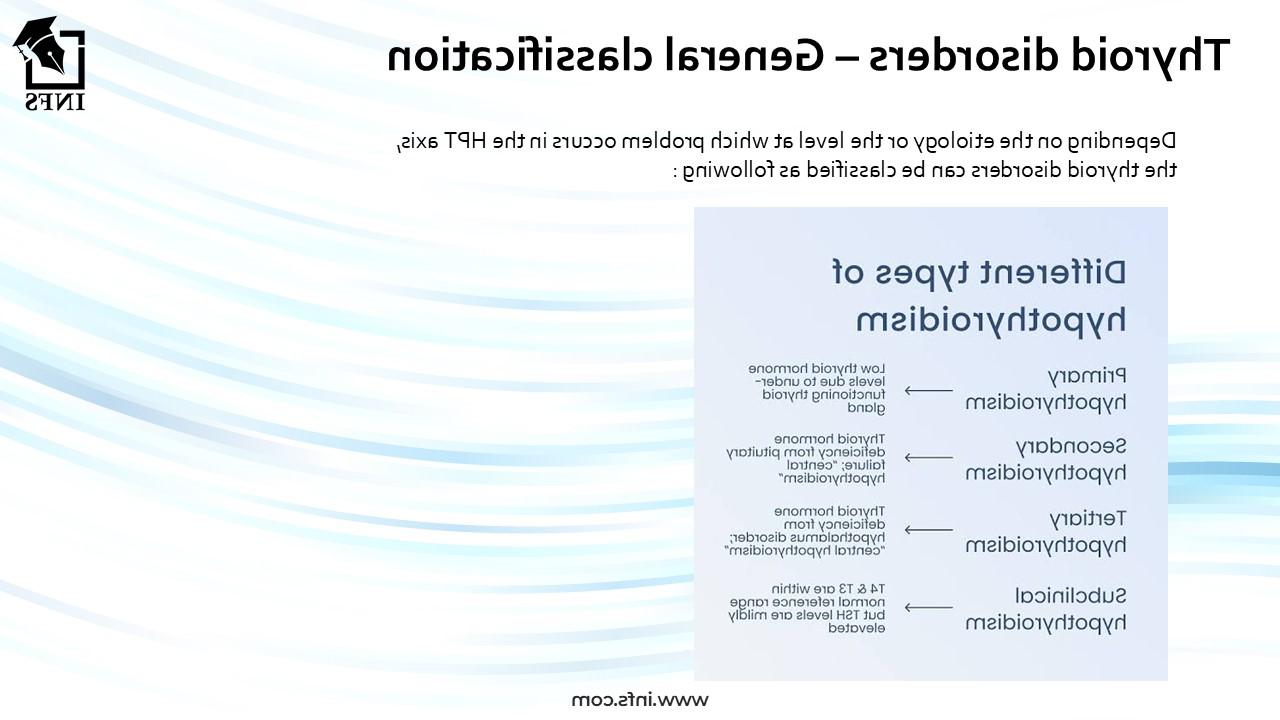 Thyroid disorders – General classification
INFS
Depending on the etiology or the level at which problem occurs in the HPT axis,
the thyroid disorders can be classified as following :
Different types of
hypothyroidism
Primary
hypothyroidism
Low thyroid hormone
levels due to under-
functioning thyroid
gland
Secondary
hypothyroidism
Thyroid hormone
deficiency from pituitary
failure; "central
hypothyroidism"
Tertiary
hypothyroidism
Thyroid hormone
deficiency from
hypothalamus disorder;
"central hypothyroidism"
Subclinical
hypothyroidism
T4 & T3 are within
normal reference range
but TSH levels are mildly
elevated
www.infs.com